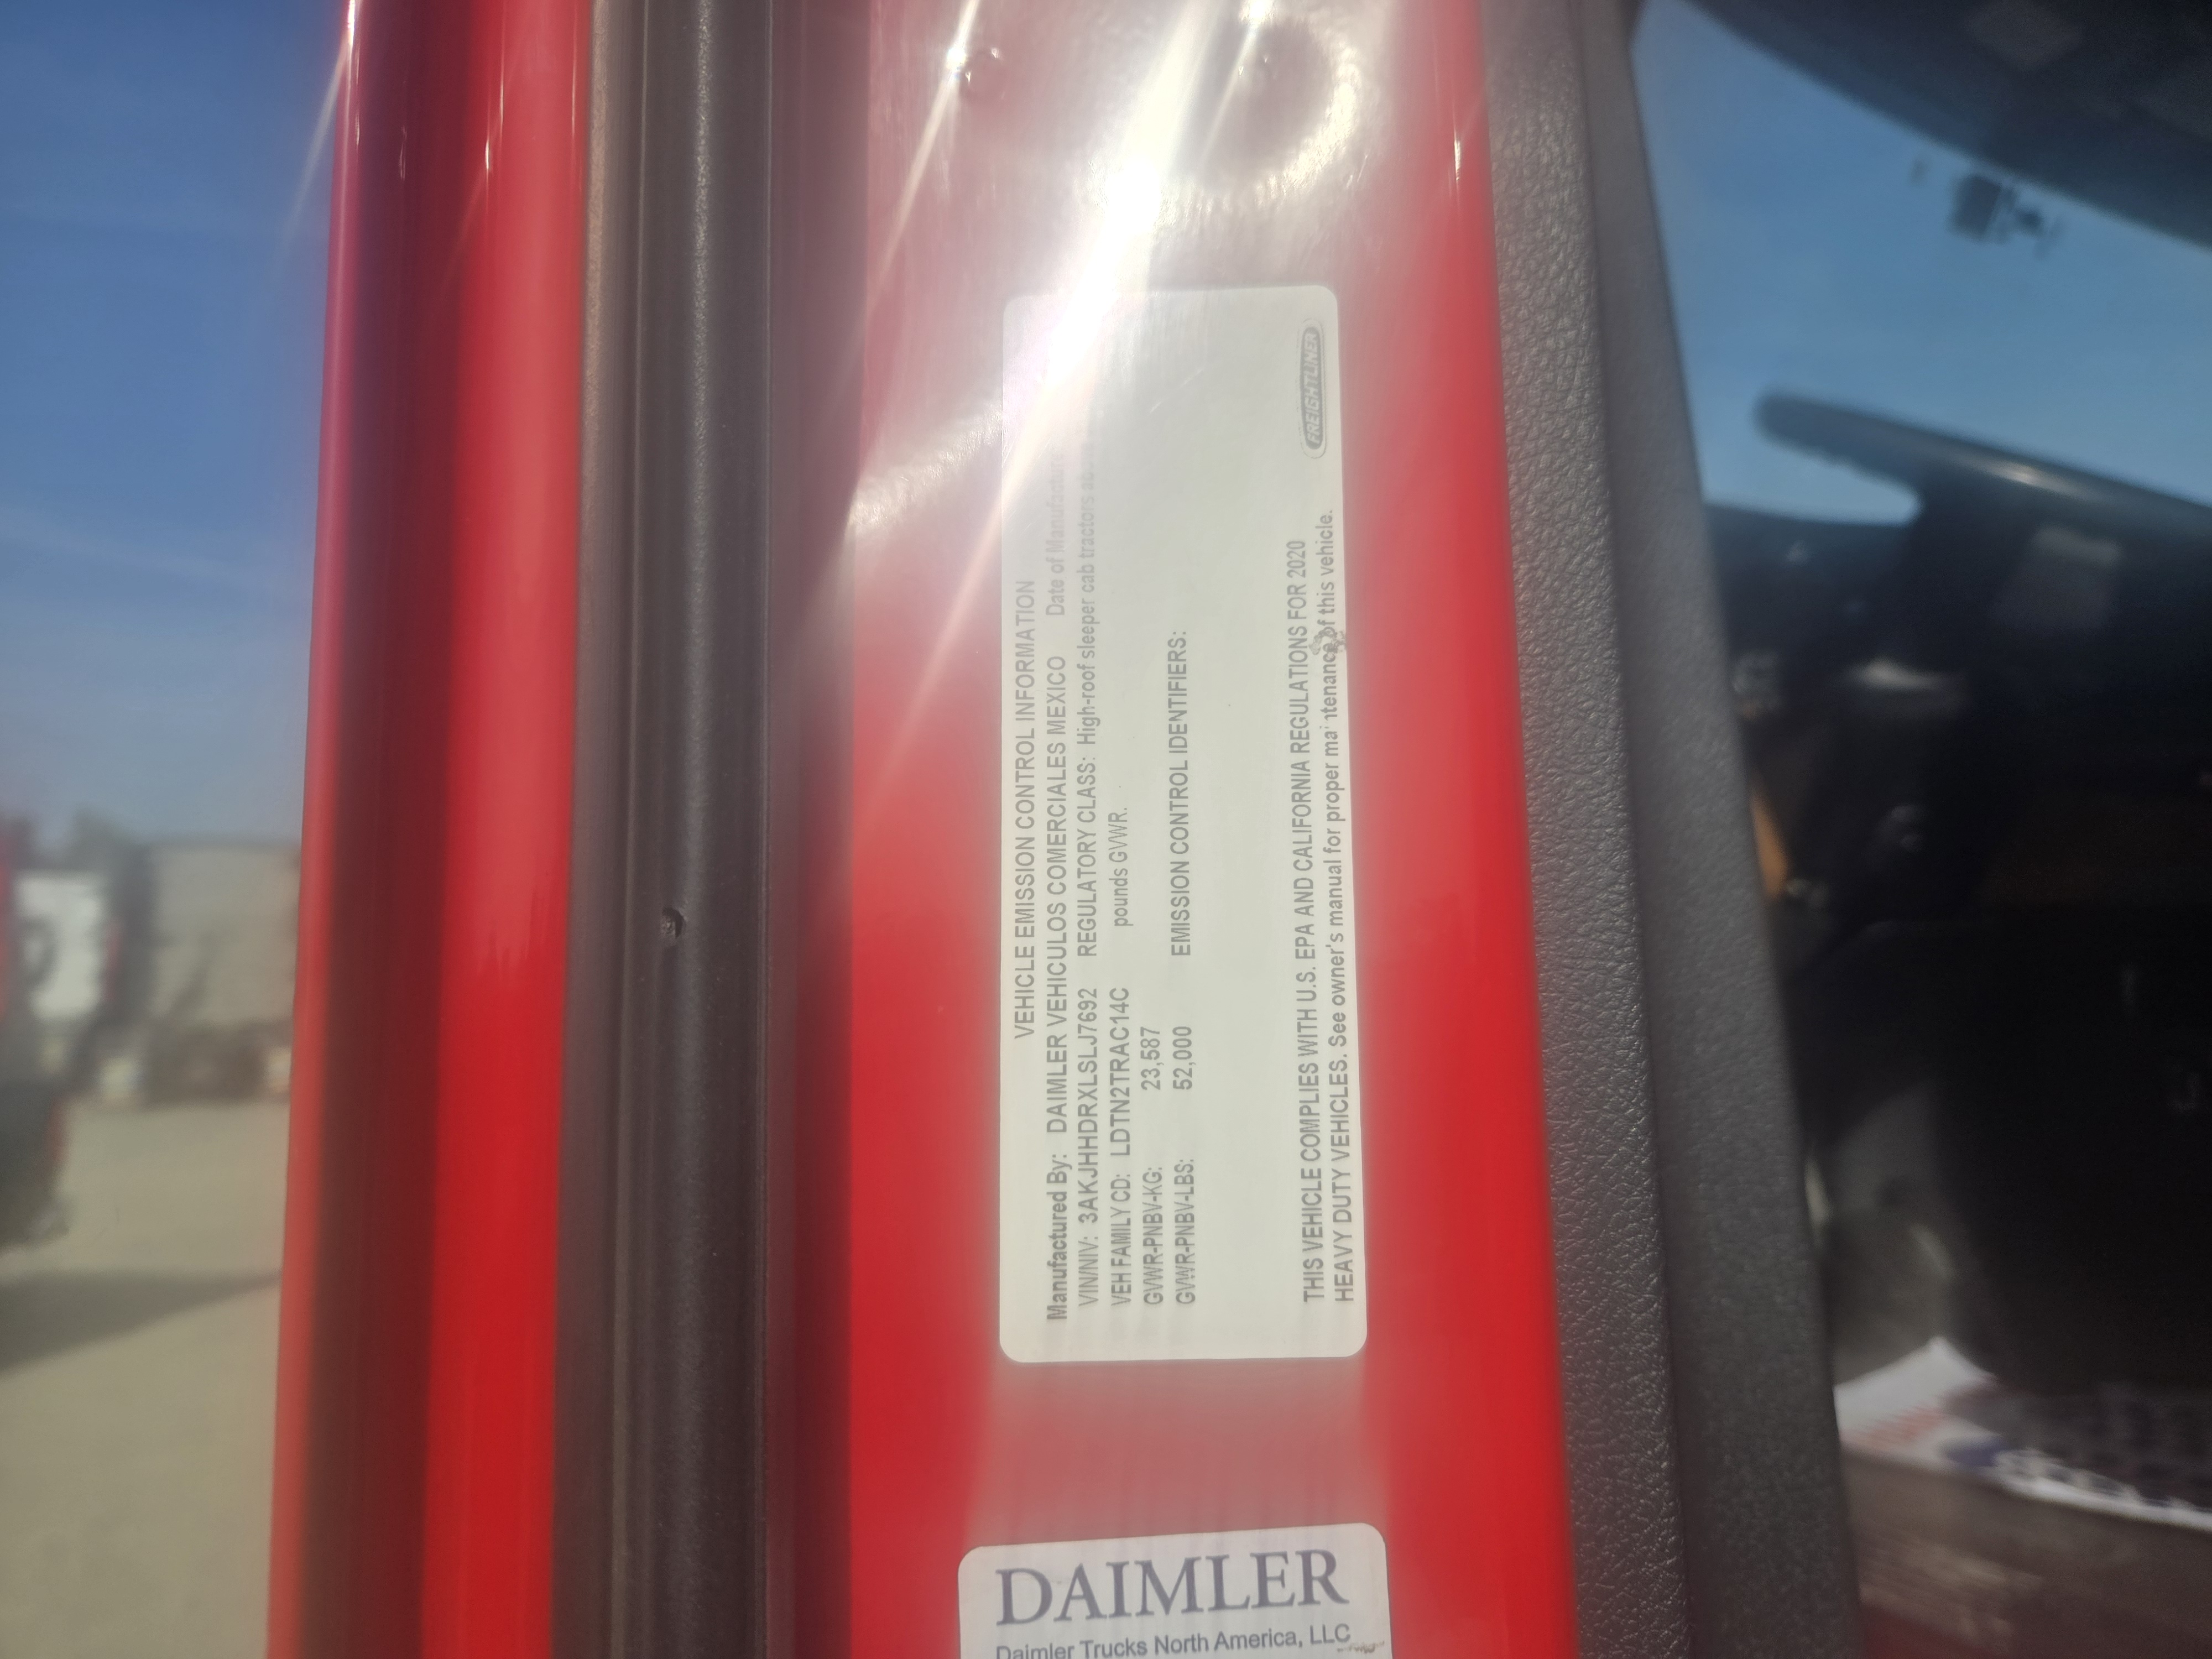 VEHICLE EMISSION CONTROL INFORMATION
Manufactured By: DAIMLER VEHICULOS COMERCIALES MEXICO Date of Manufacture
VIN/NIV: 3AKJHHDRXLSLJ7692 REGULATORY CLASS: High-roof sleeper cab tractors
VEH FAMILY CD: LDTN2TRAC14C pounds GVWR.
GVWR-PNBV-KG: 23,587
GVWR-PNBV-LBS: 52,000 EMISSION CONTROL IDENTIFIERS:
THIS VEHICLE COMPLIES WITH U.S. EPA AND CALIFORNIA REGULATIONS FOR 2020
HEAVY DUTY VEHICLES. See owner's manual for proper maintenance of this vehicle.
FREIGHTLINER
DAIMLER
Daimler Trucks North America, LLC